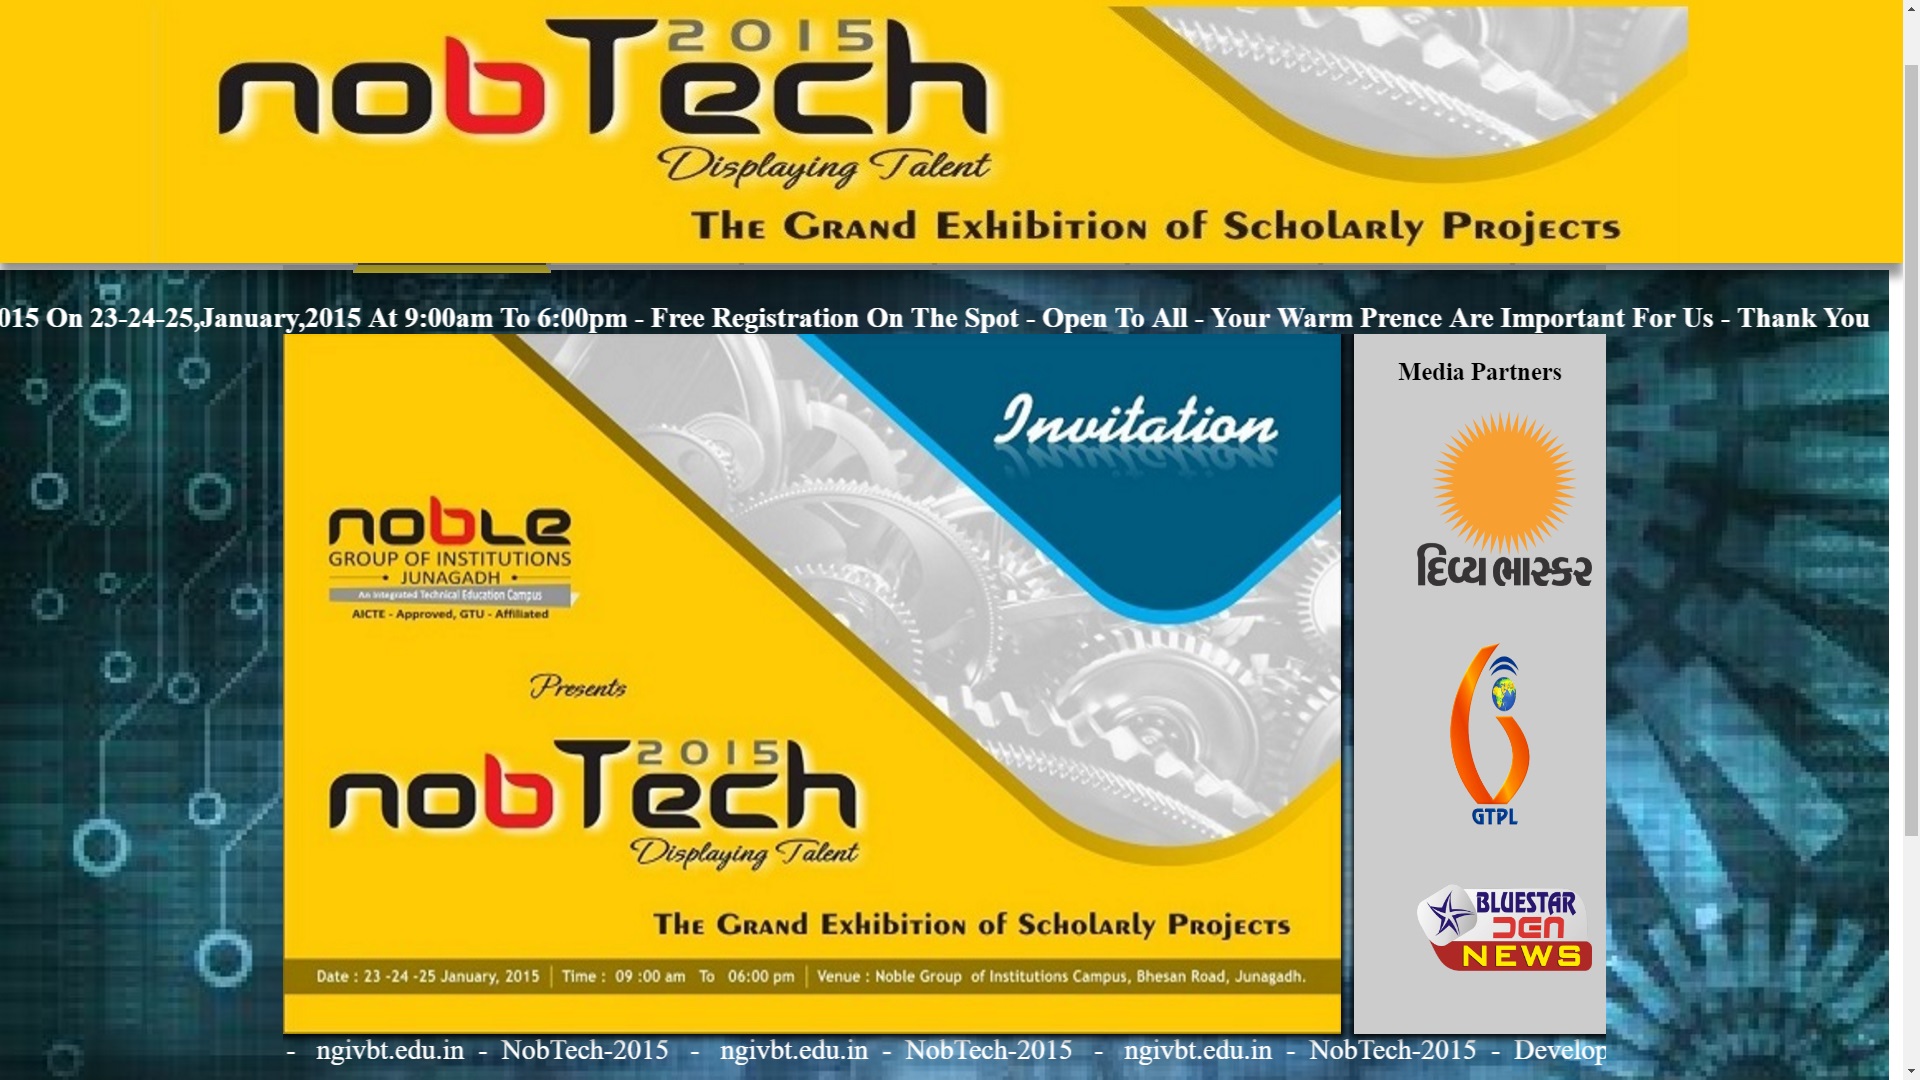 2015
nobTech
Displaying Talent
The Grand Exhibition of Scholarly Projects
015 On 23-24-25,January,2015 At 9:00am To 6:00pm - Free Registration On The Spot - Open To All - Your Warm Prence Are Important For Us - Thank You
Invitation
noble
GROUP OF INSTITUTIONS
• JUNAGADH •
An Integrated Technical Education Campus
AICTE - Approved, GTU - Affiliated
Presents
2015
nobTech
Displaying Talent
The Grand Exhibition of Scholarly Projects
Date : 23 -24 -25 January, 2015 | Time : 09 :00 am To 06:00 pm | Venue : Noble Group of Institutions Campus, Bhesan Road, Junagadh.
Media Partners
દિવ્ય ભાસ્કર
GTPL
BLUESTAR
DEN
NEWS
- ngivbt.edu.in - NobTech-2015 - ngivbt.edu.in - NobTech-2015 - ngivbt.edu.in - NobTech-2015 - Develop